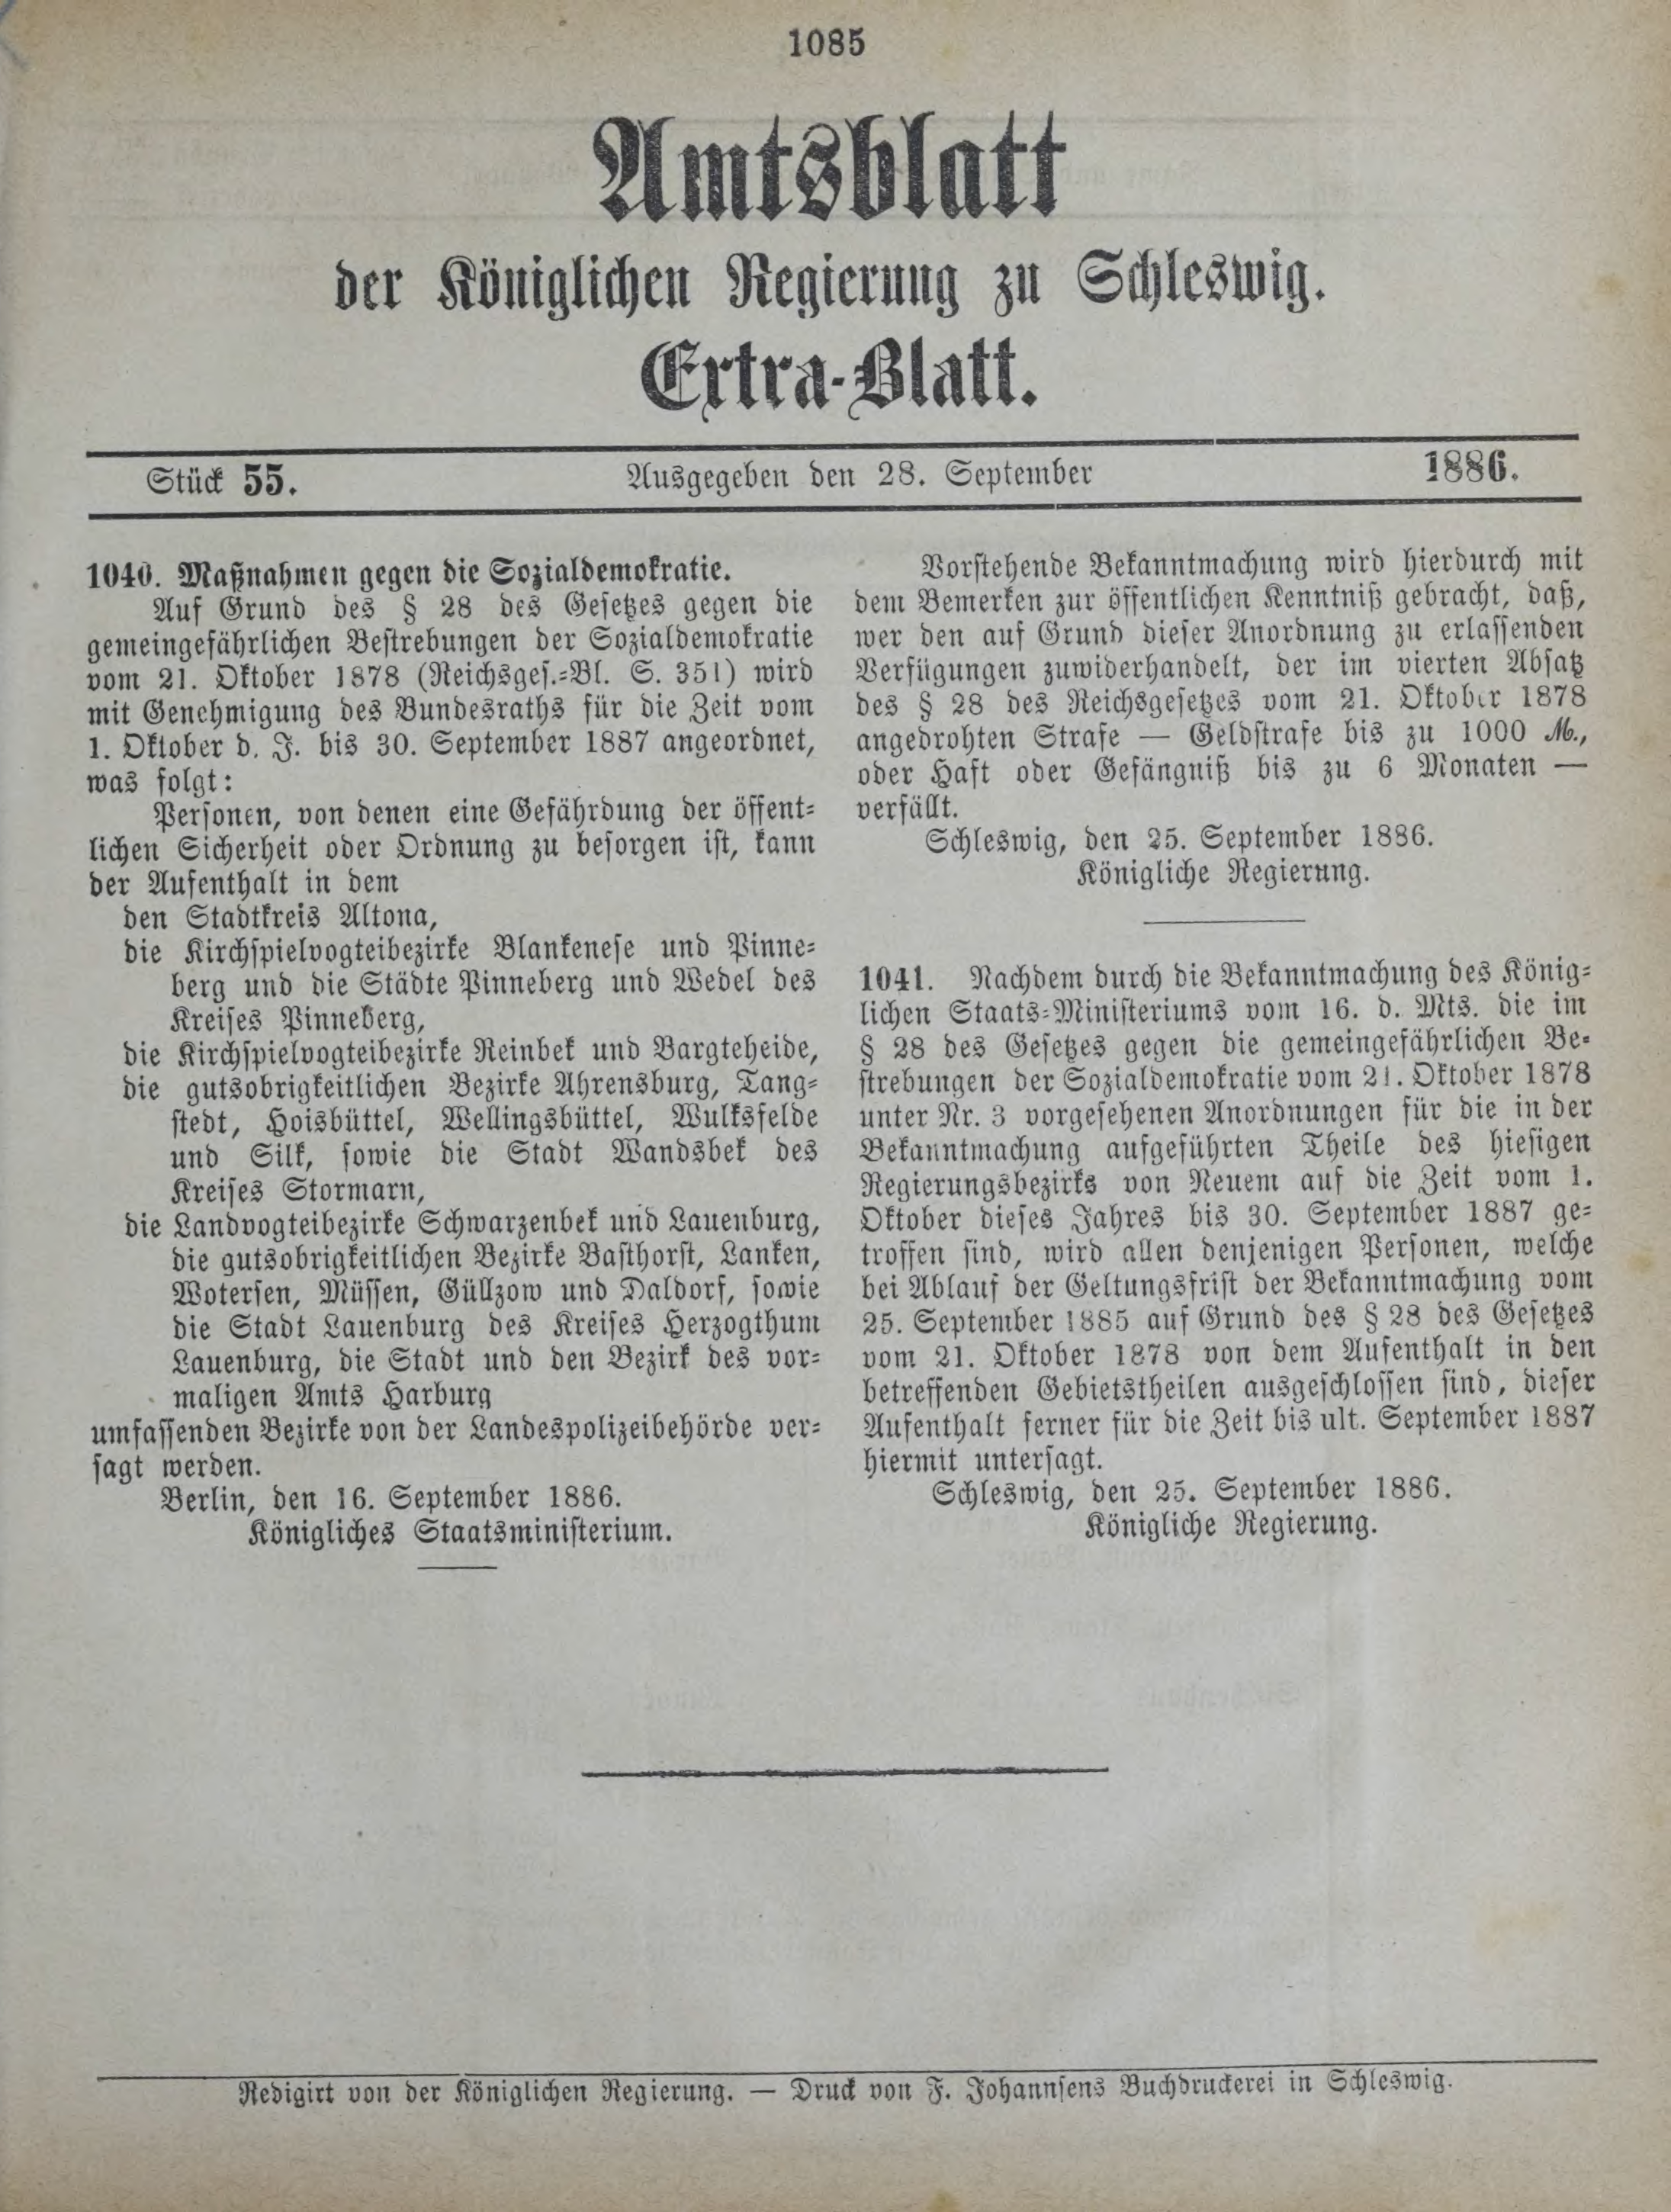 1085
Amtsblatt
der Königlichen Regierung zu Schleswig.
Extra-Blatt.
Stück 55. Ausgegeben den 28. September 1886.
1040. Maßnahmen gegen die Sozialdemokratie.
Auf Grund des § 28 des Gesetzes gegen die
gemeingefährlichen Bestrebungen der Sozialdemokratie
vom 21. Oktober 1878 (Reichsges.-Bl. S. 351) wird
mit Genehmigung des Bundesraths für die Zeit vom
1. Oktober d. J. bis 30. September 1887 angeordnet,
was folgt:
Personen, von denen eine Gefährdung der öffent-
lichen Sicherheit oder Ordnung zu besorgen ist, kann
der Aufenthalt in dem
den Stadtkreis Altona,
die Kirchspielvogteibezirke Blankenese und Pinne-
berg und die Städte Pinneberg und Wedel des
Kreises Pinneberg,
die Kirchspielvogteibezirke Reinbek und Bargteheide,
die gutsobrigkeitlichen Bezirke Ahrensburg, Tang-
stedt, Hoisbüttel, Wellingsbüttel, Wulksfelde
und Silk, sowie die Stadt Wandsbek des
Kreises Stormarn,
die Landvogteibezirke Schwarzenbek und Lauenburg,
die gutsobrigkeitlichen Bezirke Basthorst, Lanken,
Wotersen, Müssen, Güllzow und Daldorf, sowie
die Stadt Lauenburg des Kreises Herzogthum
Lauenburg, die Stadt und den Bezirk des vor-
maligen Amts Harburg
umfassenden Bezirke von der Landespolizeibehörde ver-
sagt werden.
Berlin, den 16. September 1886.
Königliches Staatsministerium.
Vorstehende Bekanntmachung wird hierdurch mit
dem Bemerken zur öffentlichen Kenntniß gebracht, daß,
wer den auf Grund dieser Anordnung zu erlassenden
Verfügungen zuwiderhandelt, der im vierten Absatz
des § 28 des Reichsgesetzes vom 21. Oktober 1878
angedrohten Strafe — Geldstrafe bis zu 1000 M.,
oder Haft oder Gefängniß bis zu 6 Monaten —
verfällt.
Schleswig, den 25. September 1886.
Königliche Regierung.
1041. Nachdem durch die Bekanntmachung des König-
lichen Staats-Ministeriums vom 16. d. Mts. die im
§ 28 des Gesetzes gegen die gemeingefährlichen Be-
strebungen der Sozialdemokratie vom 21. Oktober 1878
unter Nr. 3 vorgesehenen Anordnungen für die in der
Bekanntmachung aufgeführten Theile des hiesigen
Regierungsbezirks von Neuem auf die Zeit vom 1.
Oktober dieses Jahres bis 30. September 1887 ge-
troffen sind, wird allen denjenigen Personen, welche
bei Ablauf der Geltungsfrist der Bekanntmachung vom
25. September 1885 auf Grund des § 28 des Gesetzes
vom 21. Oktober 1878 von dem Aufenthalt in den
betreffenden Gebietstheilen ausgeschlossen sind, dieser
Aufenthalt ferner für die Zeit bis ult. September 1887
hiermit untersagt.
Schleswig, den 25. September 1886.
Königliche Regierung.
Redigirt von der Königlichen Regierung. — Druck von F. Johannsens Buchdruckerei in Schleswig.